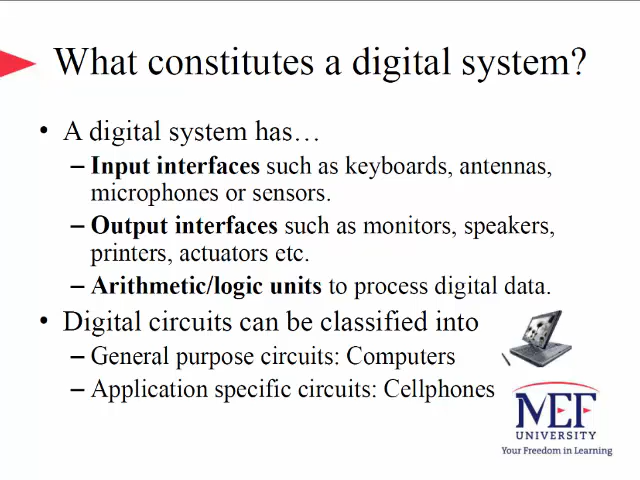 What constitutes a digital system?
• A digital system has…
– Input interfaces such as keyboards, antennas,
microphones or sensors.
– Output interfaces such as monitors, speakers,
printers, actuators etc.
– Arithmetic/logic units to process digital data.
• Digital circuits can be classified into
– General purpose circuits: Computers
– Application specific circuits: Cellphones
MEF
UNIVERSITY
Your Freedom in Learning